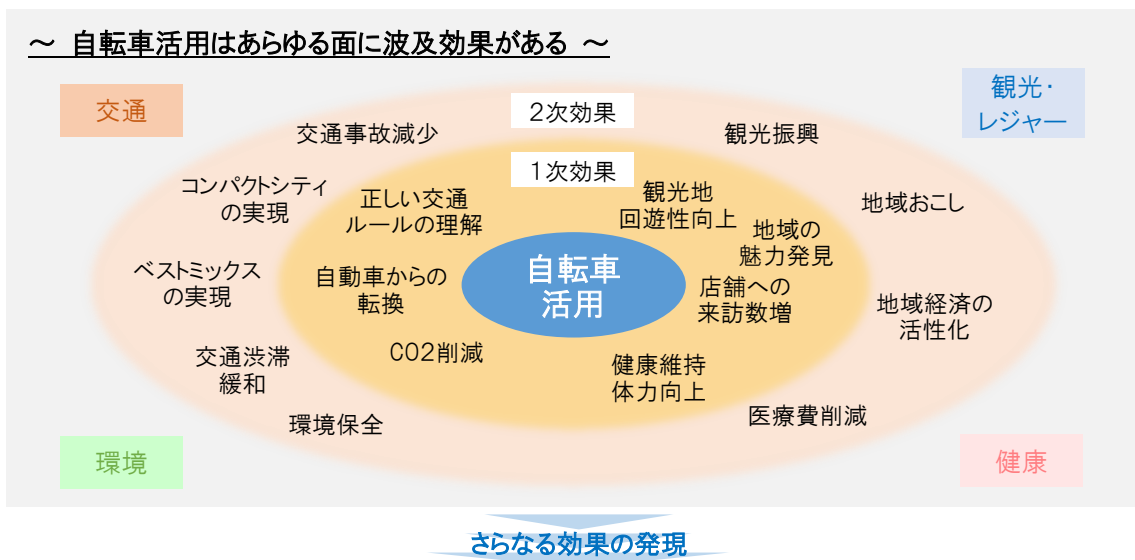 ～ 自転車活用はあらゆる面に波及効果がある ～
交通
観光・
レジャー
2次効果
交通事故減少
観光振興
1次効果
コンパクトシティ
の実現
正しい交通
ルールの理解
観光地
回遊性向上
地域おこし
地域の
魅力発見
ベストミックス
の実現
自動車からの
転換
自転車
活用
店舗への
来訪数増
地域経済の
活性化
交通渋滞
緩和
CO2削減
健康維持
体力向上
環境保全
医療費削減
環境
健康
さらなる効果の発現